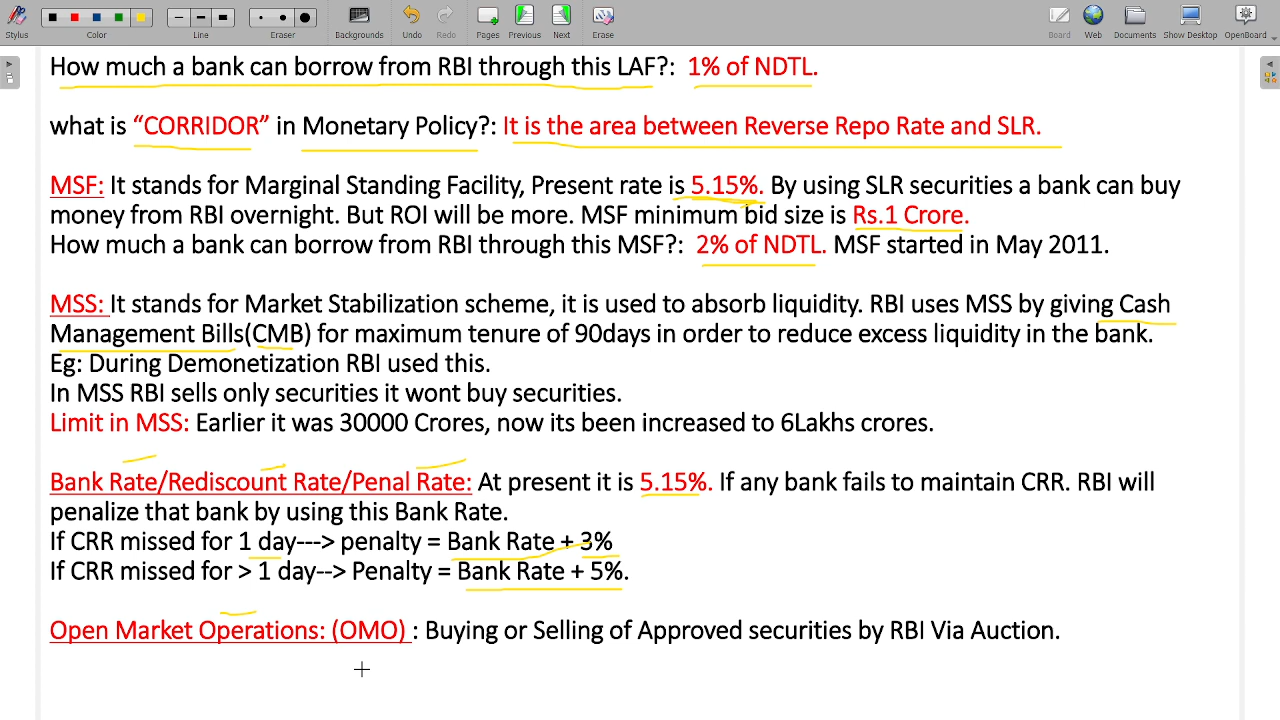 Stylus Color Line Eraser Backgrounds Undo Redo Pages Previous Next Erase Board Web Documents Show Desktop OpenBoard
How much a bank can borrow from RBI through this LAF?: 1% of NDTL.
what is “CORRIDOR” in Monetary Policy?: It is the area between Reverse Repo Rate and SLR.
MSF: It stands for Marginal Standing Facility, Present rate is 5.15%. By using SLR securities a bank can buy
money from RBI overnight. But ROI will be more. MSF minimum bid size is Rs.1 Crore.
How much a bank can borrow from RBI through this MSF?: 2% of NDTL. MSF started in May 2011.
MSS: It stands for Market Stabilization scheme, it is used to absorb liquidity. RBI uses MSS by giving Cash
Management Bills(CMB) for maximum tenure of 90days in order to reduce excess liquidity in the bank.
Eg: During Demonetization RBI used this.
In MSS RBI sells only securities it wont buy securities.
Limit in MSS: Earlier it was 30000 Crores, now its been increased to 6Lakhs crores.
Bank Rate/Rediscount Rate/Penal Rate: At present it is 5.15%. If any bank fails to maintain CRR. RBI will
penalize that bank by using this Bank Rate.
If CRR missed for 1 day---> penalty = Bank Rate + 3%
If CRR missed for > 1 day--> Penalty = Bank Rate + 5%.
Open Market Operations: (OMO) : Buying or Selling of Approved securities by RBI Via Auction.